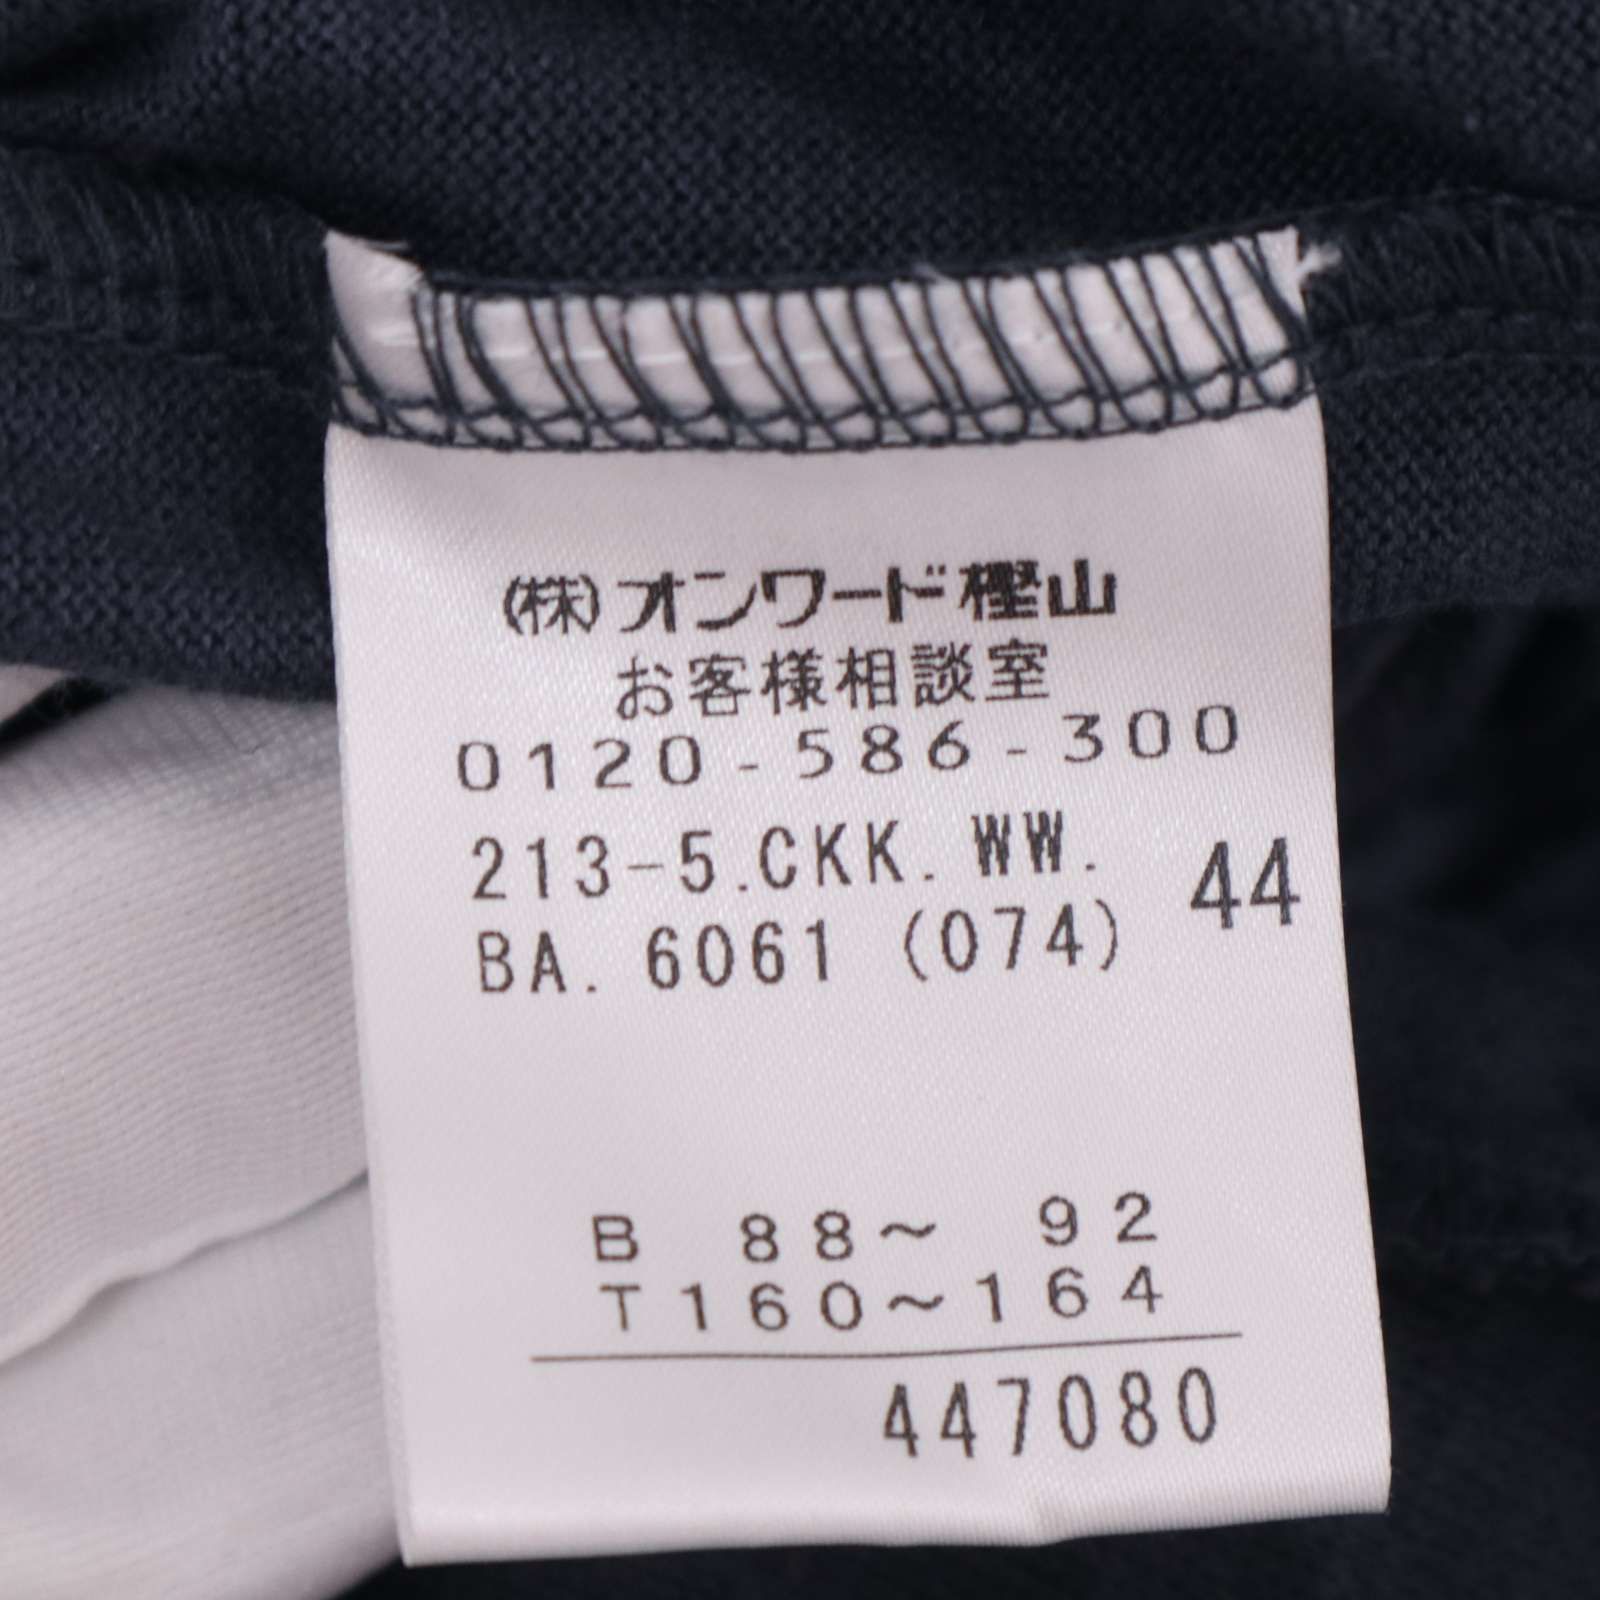 (株)オンワード樫山
お客様相談室
0120-586-300
213-5.CKK.WW.
44
BA. 6061 (074)
B 88～ 92
T160～164
447080